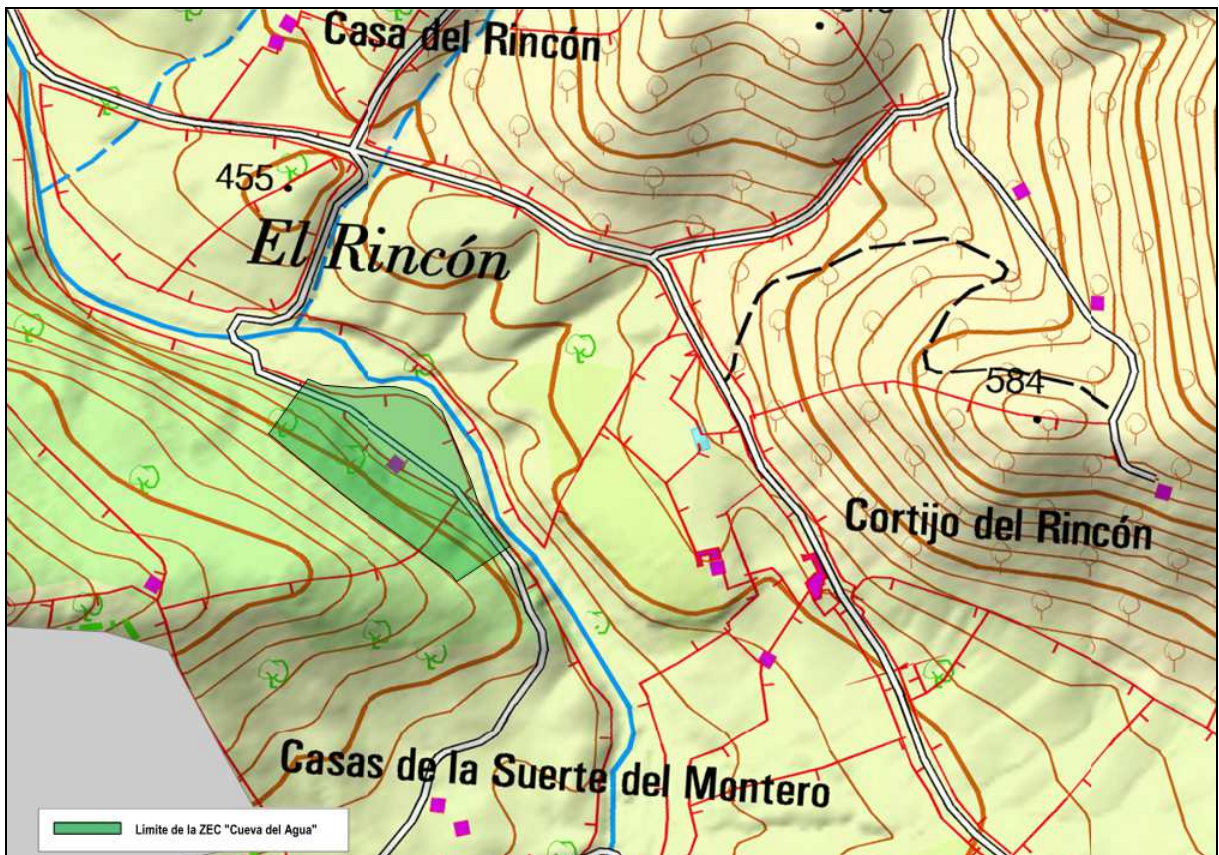 Casa del Rincón
455
El Rincón
584
Cortijo del Rincón
Casas de la Suerte del Montero
Límite de la ZEC "Cueva del Agua"